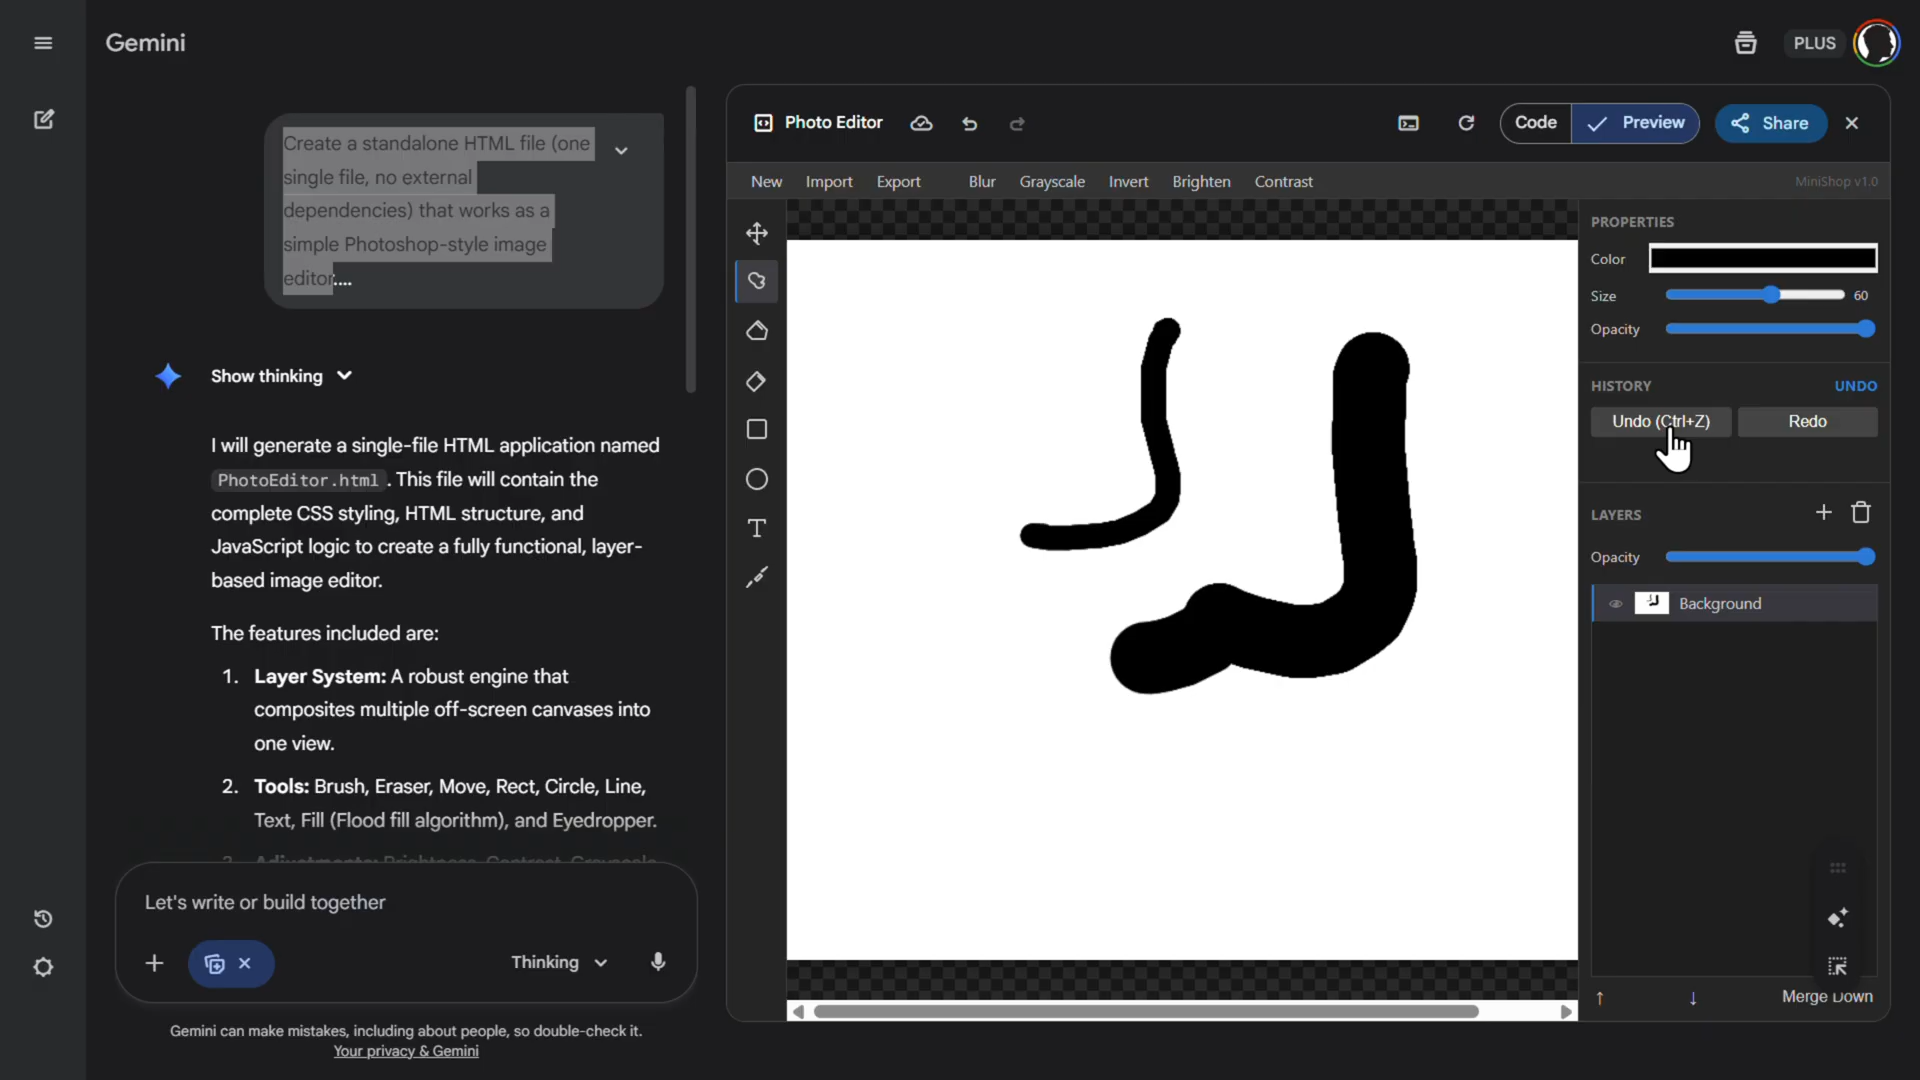 Gemini
PLUS
Create a standalone HTML file (one
single file, no external
dependencies) that works as a
simple Photoshop-style image
editor....
Show thinking
I will generate a single-file HTML application named
PhotoEditor.html . This file will contain the
complete CSS styling, HTML structure, and
JavaScript logic to create a fully functional, layer-
based image editor.
The features included are:
1. Layer System: A robust engine that
composites multiple off-screen canvases into
one view.
2. Tools: Brush, Eraser, Move, Rect, Circle, Line,
Text, Fill (Flood fill algorithm), and Eyedropper.
3. Adjustments: Brightness, Contrast, Grayscale,
Let's write or build together
Thinking
Gemini can make mistakes, including about people, so double-check it.
Your privacy & Gemini
Photo Editor
Code
Preview
Share
New Import Export Blur Grayscale Invert Brighten Contrast
MiniShop v1.0
PROPERTIES
Color
Size 60
Opacity
HISTORY UNDO
Undo (Ctrl+Z) Redo
LAYERS
Opacity
Background
Merge Down